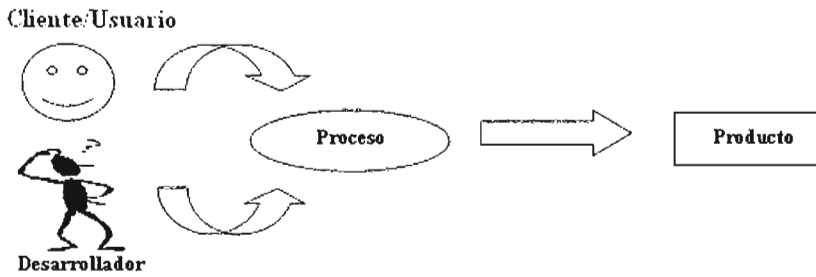 Cliente/Usuario
Proceso
Producto
Desarrollador